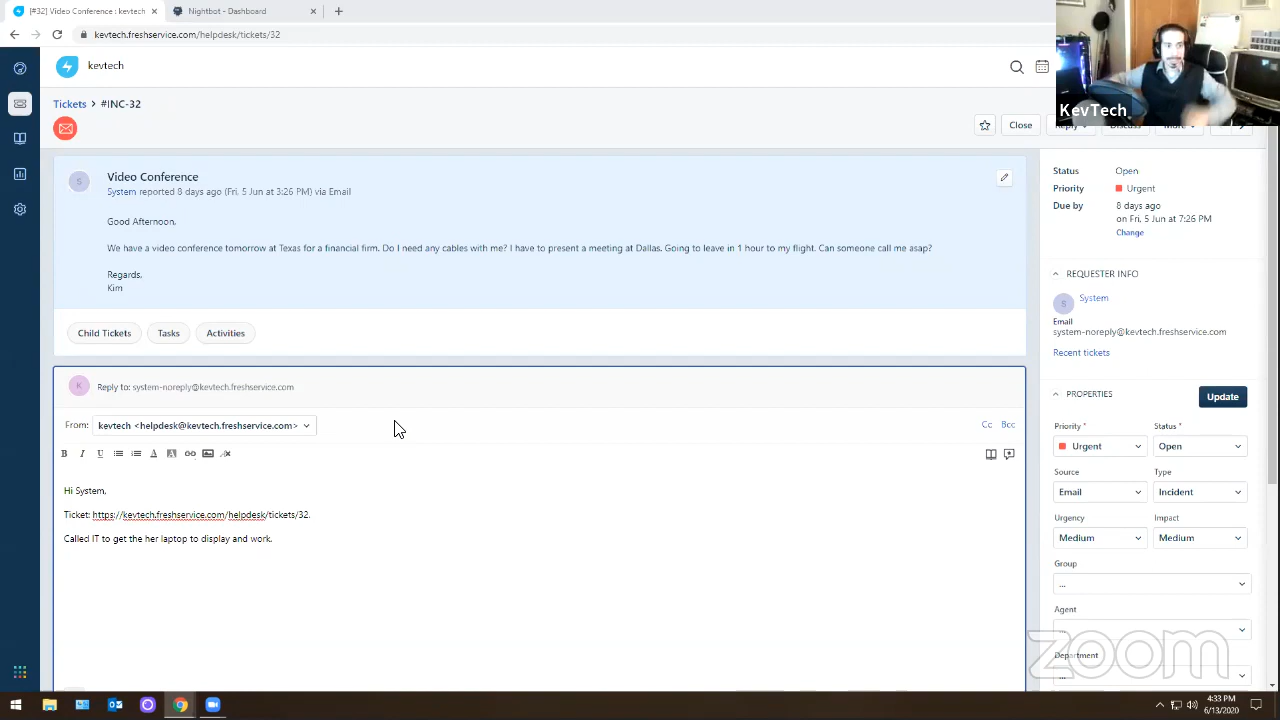 [#32] Video Conference : kevtech
Nightbot - Dashboard
kevtech.freshservice.com/helpdesk/tickets/32
kevtech
KevTech
Tickets > #INC-32
Close
Reply
Discuss
More
S
Video Conference
System reported 8 days ago (Fri, 5 Jun at 3:26 PM) via Email
Good Afternoon,
We have a video conference tomorrow at Texas for a financial firm. Do I need any cables with me? I have to present a meeting at Dallas. Going to leave in 1 hour to my flight. Can someone call me asap?
Regards,
Kim
Child Tickets
Tasks
Activities
K
Reply to: system-noreply@kevtech.freshservice.com
From: kevtech <helpdesk@kevtech.freshservice.com>
Cc
Bcc
B I U
A
A
Hi System,
Ticket: https://kevtech.freshservice.com/helpdesk/tickets/32.
Called IT to get the her laptop to display and work.
Status Open
Priority Urgent
Due by 8 days ago
on Fri, 5 Jun at 7:26 PM
Change
REQUESTER INFO
S
System
Email
system-noreply@kevtech.freshservice.com
Recent tickets
PROPERTIES
Update
Priority * Status *
Urgent Open
Source Type
Email Incident
Urgency Impact
Medium Medium
Group
...
Agent
...
Department
...
zoom
4:33 PM
6/13/2020